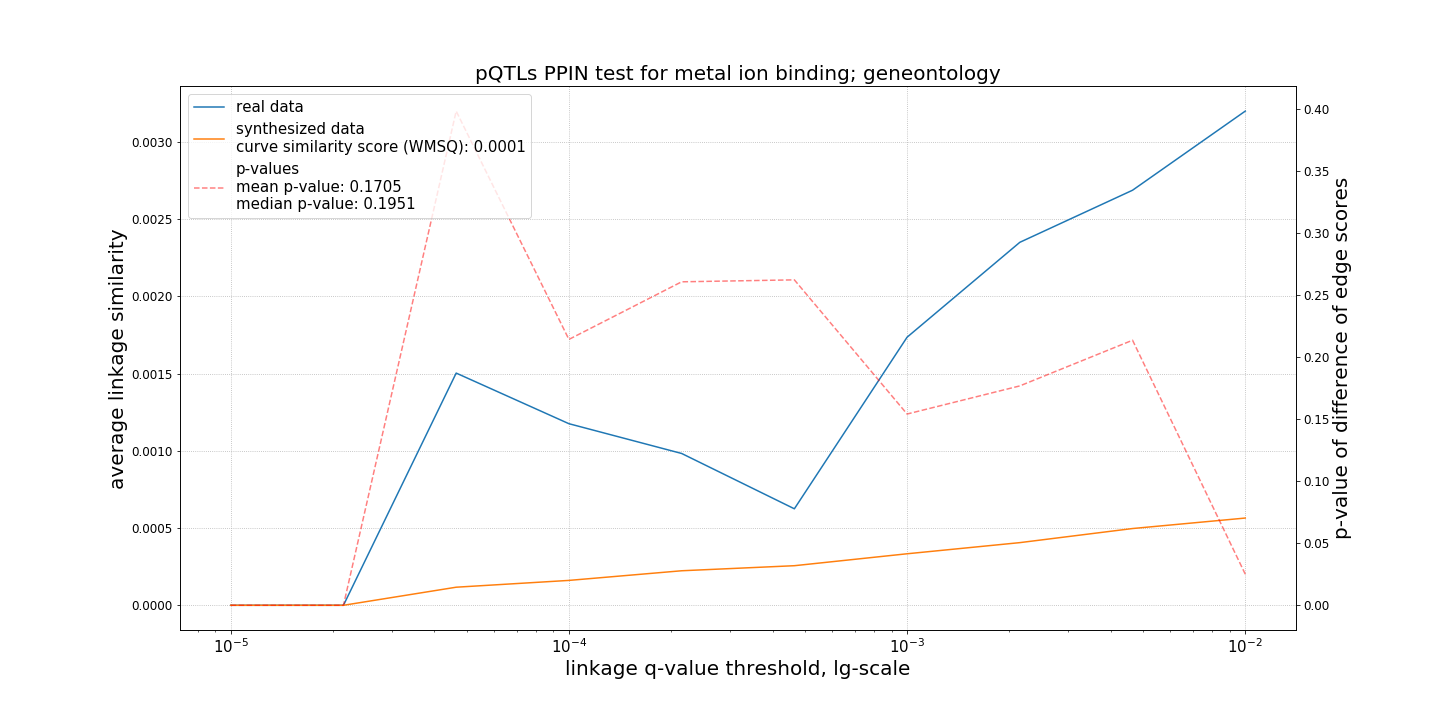 pQTLs PPIN test for metal ion binding; geneontology
real data
synthesized data
curve similarity score (WMSQ): 0.0001
p-values
mean p-value: 0.1705
median p-value: 0.1951
average linkage similarity
0.0030
0.0025
0.0020
0.0015
0.0010
0.0005
0.0000
p-value of difference of edge scores
0.40
0.35
0.30
0.25
0.20
0.15
0.10
0.05
0.00
10⁻⁵ 10⁻⁴ 10⁻³ 10⁻²
linkage q-value threshold, lg-scale